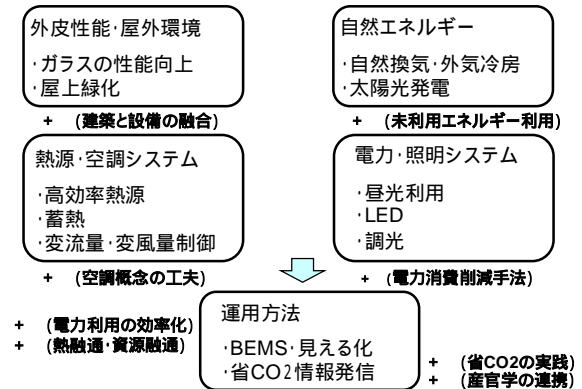 外皮性能･屋外環境
･ガラスの性能向上
･屋上緑化
+ (建築と設備の融合)
自然エネルギー
･自然換気･外気冷房
･太陽光発電
+ (未利用エネルギー利用)
熱源･空調システム
･高効率熱源
･蓄熱
･変流量･変風量制御
+ (空調概念の工夫)
電力･照明システム
･昼光利用
･LED
･調光
+ (電力消費削減手法)
+ (電力利用の効率化)
+ (熱融通･資源融通)
運用方法
･BEMS･見える化
･省CO2情報発信
+ (省CO2の実践)
+ (産官学の連携)